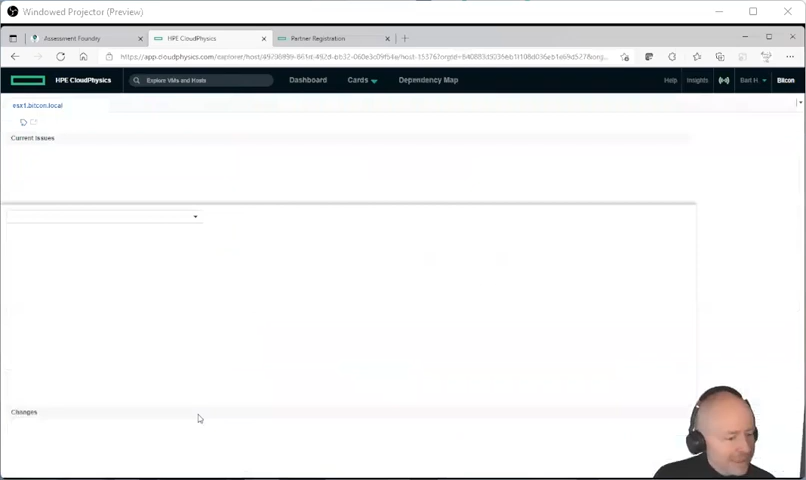 Windowed Projector (Preview)
Assessment Foundry
HPE CloudPhysics
Partner Registration
HPE CloudPhysics
Explore VMs and Hosts
Dashboard
Cards
Dependency Map
Help
Insights
Bart H
Bitcon
esx1.bitcon.local
Current Issues
Changes